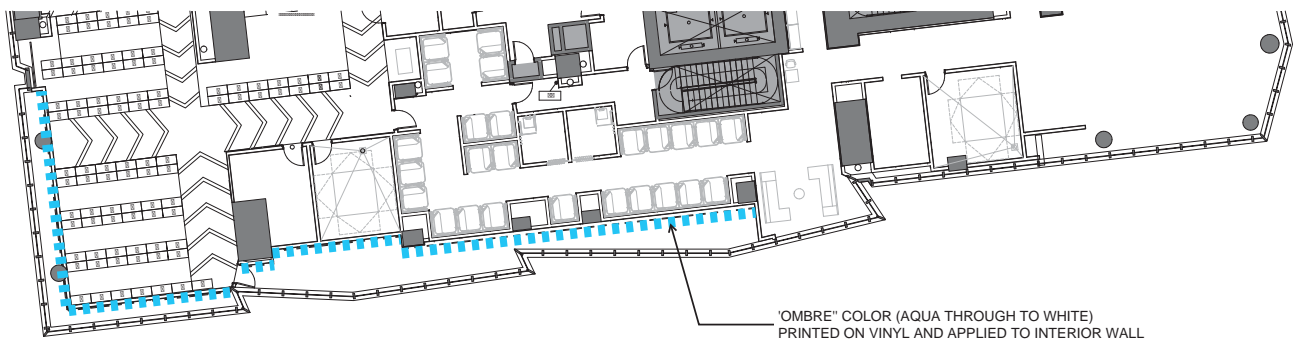 'OMBRE" COLOR (AQUA THROUGH TO WHITE)
PRINTED ON VINYL AND APPLIED TO INTERIOR WALL